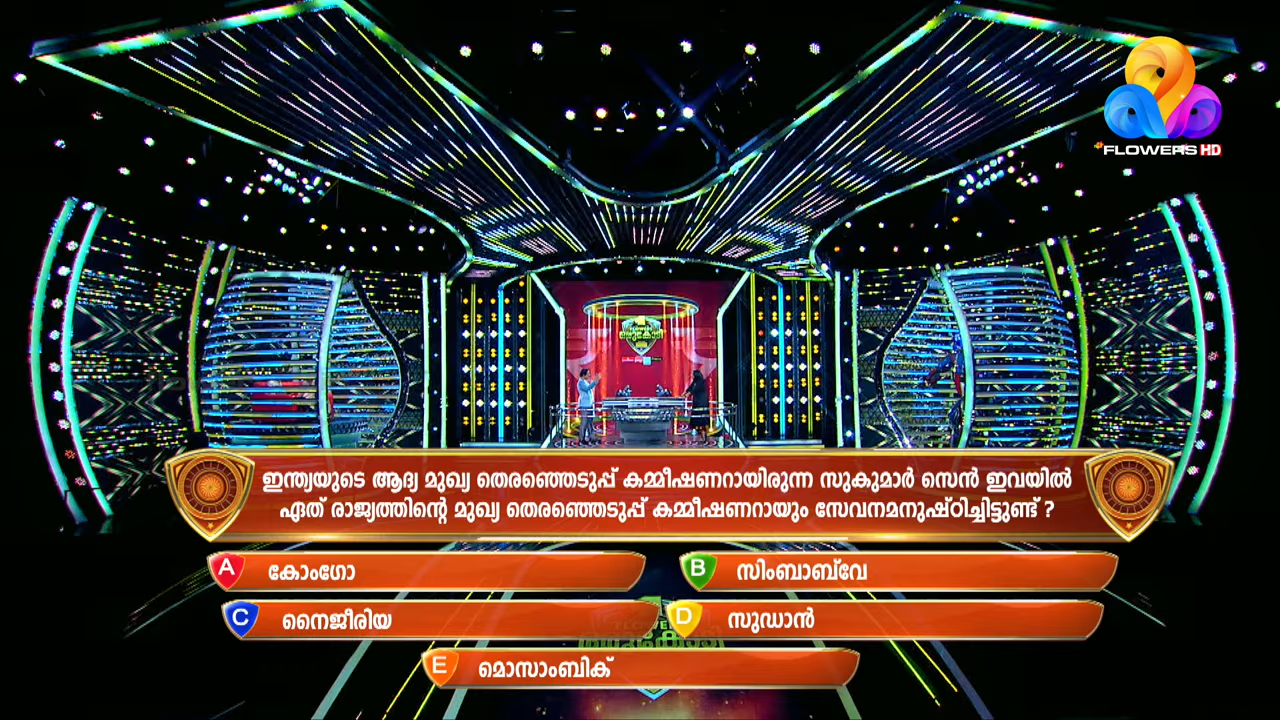 FLOWERS HD
ഇന്ത്യയുടെ ആദ്യ മുഖ്യ തെരഞ്ഞെടുപ്പ് കമ്മീഷണറായിരുന്ന സുകുമാർ സെൻ ഇവയിൽ
ഏത് രാജ്യത്തിന്റെ മുഖ്യ തെരഞ്ഞെടുപ്പ് കമ്മീഷണറായും സേവനമനുഷ്ഠിച്ചിട്ടുണ്ട് ?
A കോംഗോ
B സിംബാബ്‌വേ
C നൈജീരിയ
D സുഡാൻ
E മൊസാംബിക്